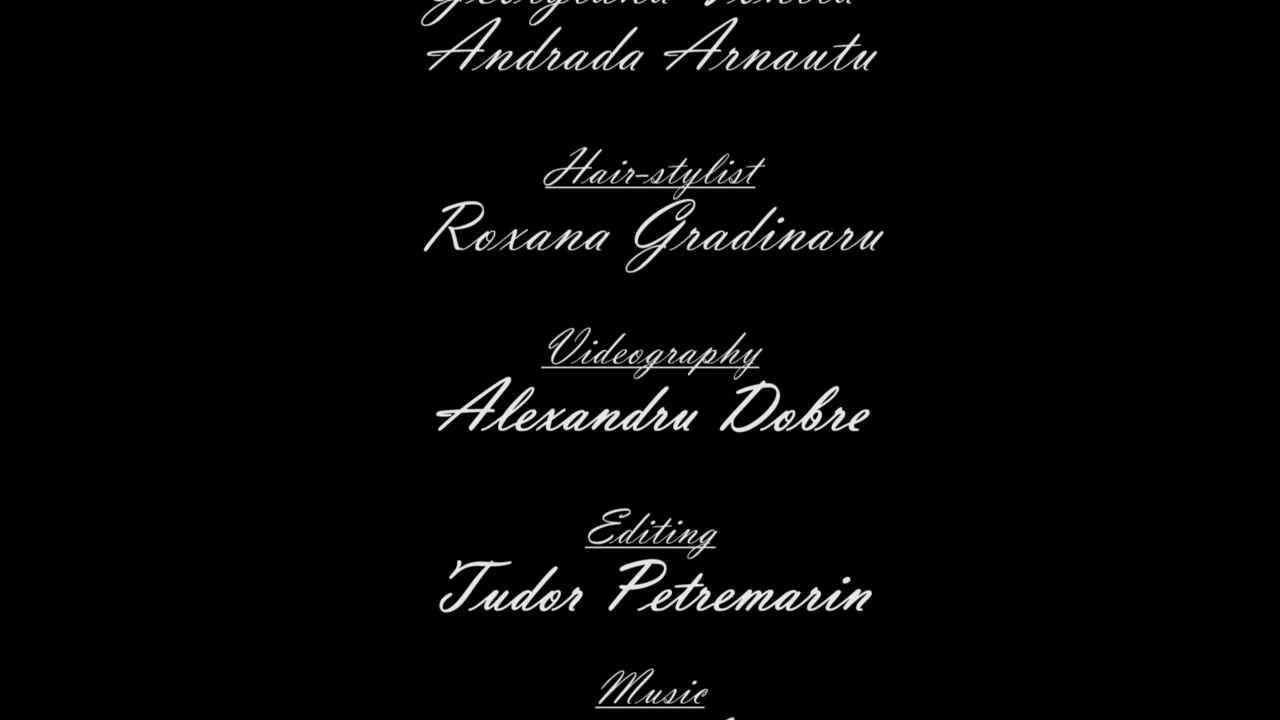 Andrada Arnautu
Hair-stylist
Roxana Gradinaru
Videography
Alexandru Dobre
Editing
Tudor Petremarin
Music